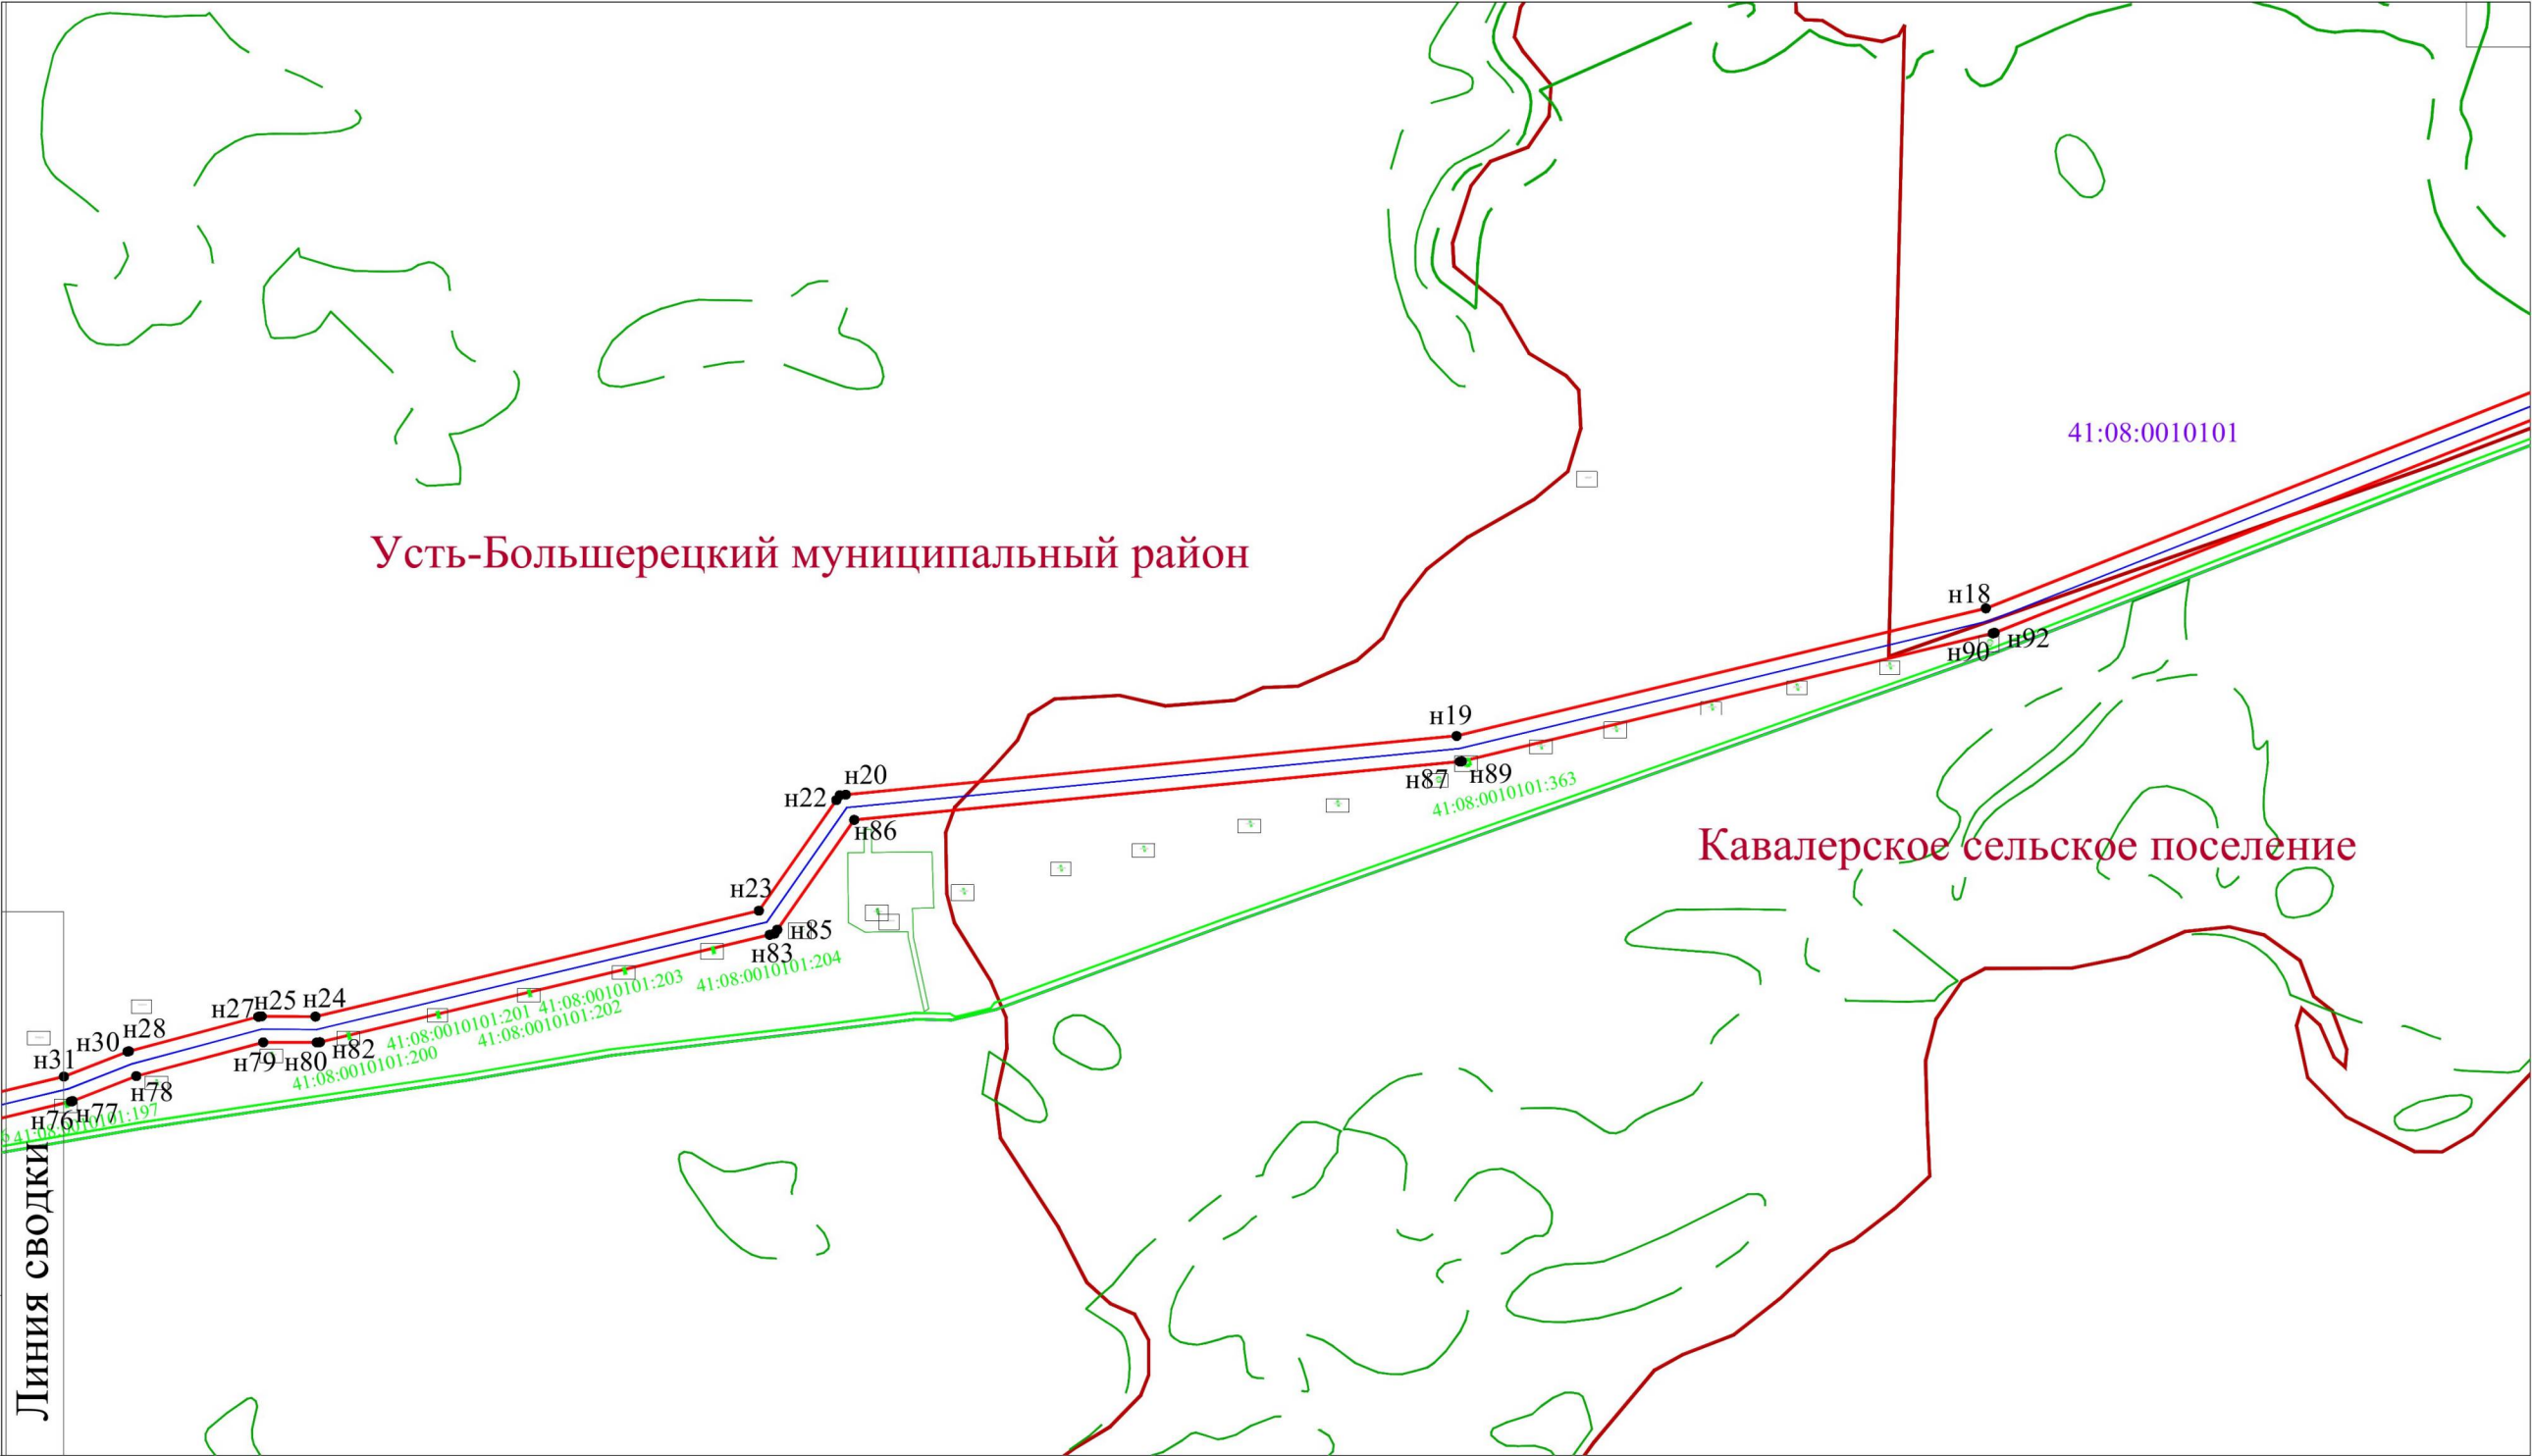 41:08:0010101
Усть-Большерецкий муниципальный район
н18
н92
н90
н19
н20
н22
н87
н89
41:08:0010101:363
н86
Кавалерское сельское поселение
н23
н85
н83
41:08:0010101:204
41:08:0010101:203
41:08:0010101:202
41:08:0010101:201
41:08:0010101:200
н27
н25
н24
н28
н30
н31
н82
н80
н79
н78
н77
н76
41:08:0010101:197
Линия сводки